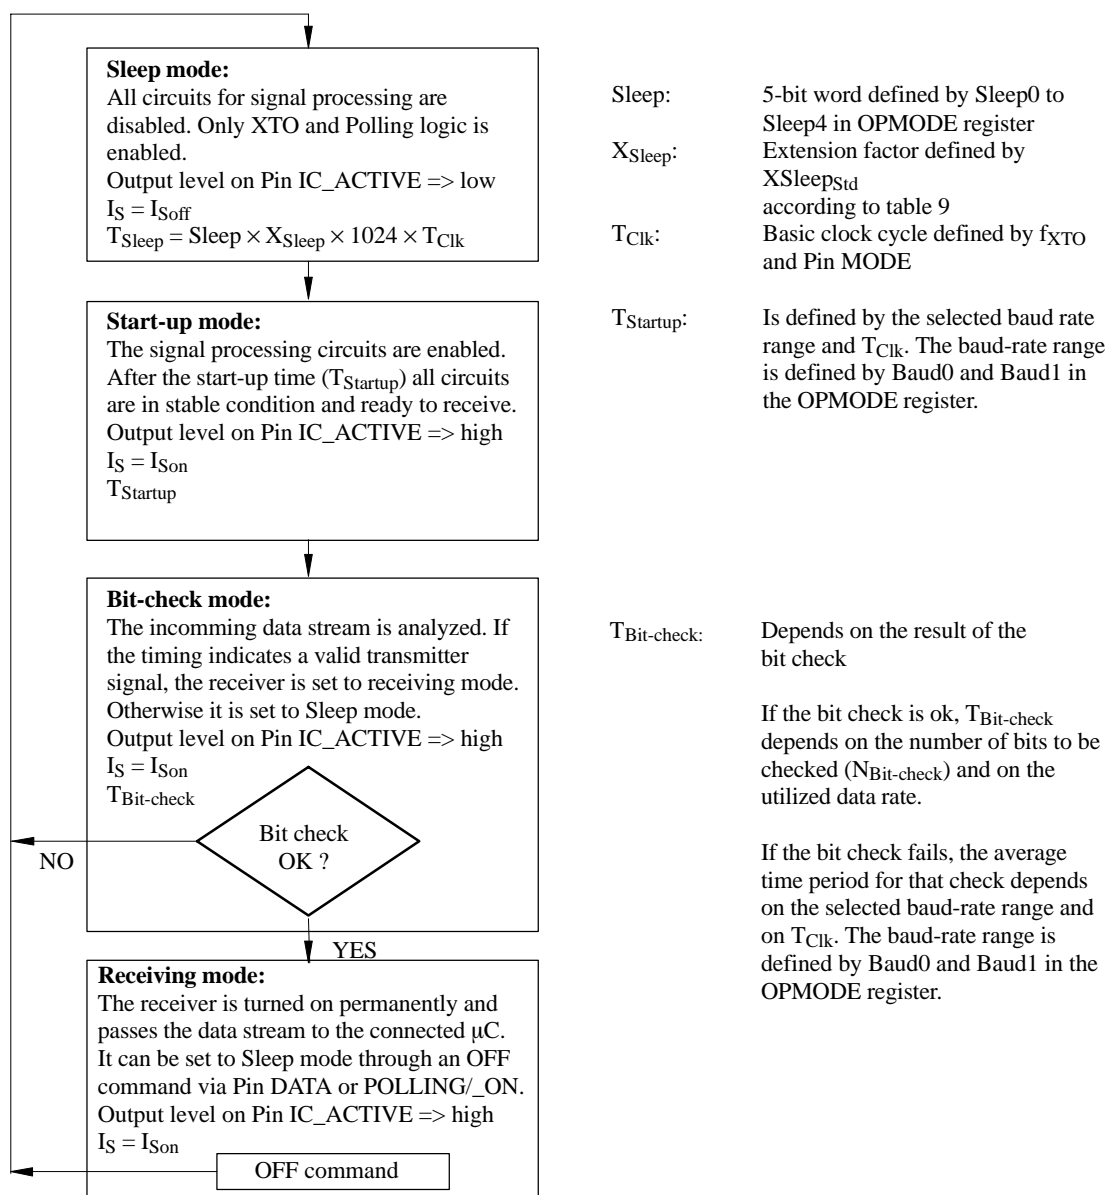 Sleep mode:
All circuits for signal processing are
disabled. Only XTO and Polling logic is
enabled.
Output level on Pin IC_ACTIVE => low
IS = ISoff
TSleep = Sleep × XSleep × 1024 × TClk
Sleep: 5-bit word defined by Sleep0 to
Sleep4 in OPMODE register
XSleep: Extension factor defined by
XSleepStd
according to table 9
TClk: Basic clock cycle defined by fXTO
and Pin MODE
Start-up mode:
The signal processing circuits are enabled.
After the start-up time (TStartup) all circuits
are in stable condition and ready to receive.
Output level on Pin IC_ACTIVE => high
IS = ISon
TStartup
TStartup: Is defined by the selected baud rate
range and TClk. The baud-rate range
is defined by Baud0 and Baud1 in
the OPMODE register.
Bit-check mode:
The incomming data stream is analyzed. If
the timing indicates a valid transmitter
signal, the receiver is set to receiving mode.
Otherwise it is set to Sleep mode.
Output level on Pin IC_ACTIVE => high
IS = ISon
TBit-check
Bit check
OK ?
NO
YES
TBit-check: Depends on the result of the
bit check
If the bit check is ok, TBit-check
depends on the number of bits to be
checked (NBit-check) and on the
utilized data rate.
If the bit check fails, the average
time period for that check depends
on the selected baud-rate range and
on TClk. The baud-rate range is
defined by Baud0 and Baud1 in the
OPMODE register.
Receiving mode:
The receiver is turned on permanently and
passes the data stream to the connected µC.
It can be set to Sleep mode through an OFF
command via Pin DATA or POLLING/_ON.
Output level on Pin IC_ACTIVE => high
IS = ISon
OFF command